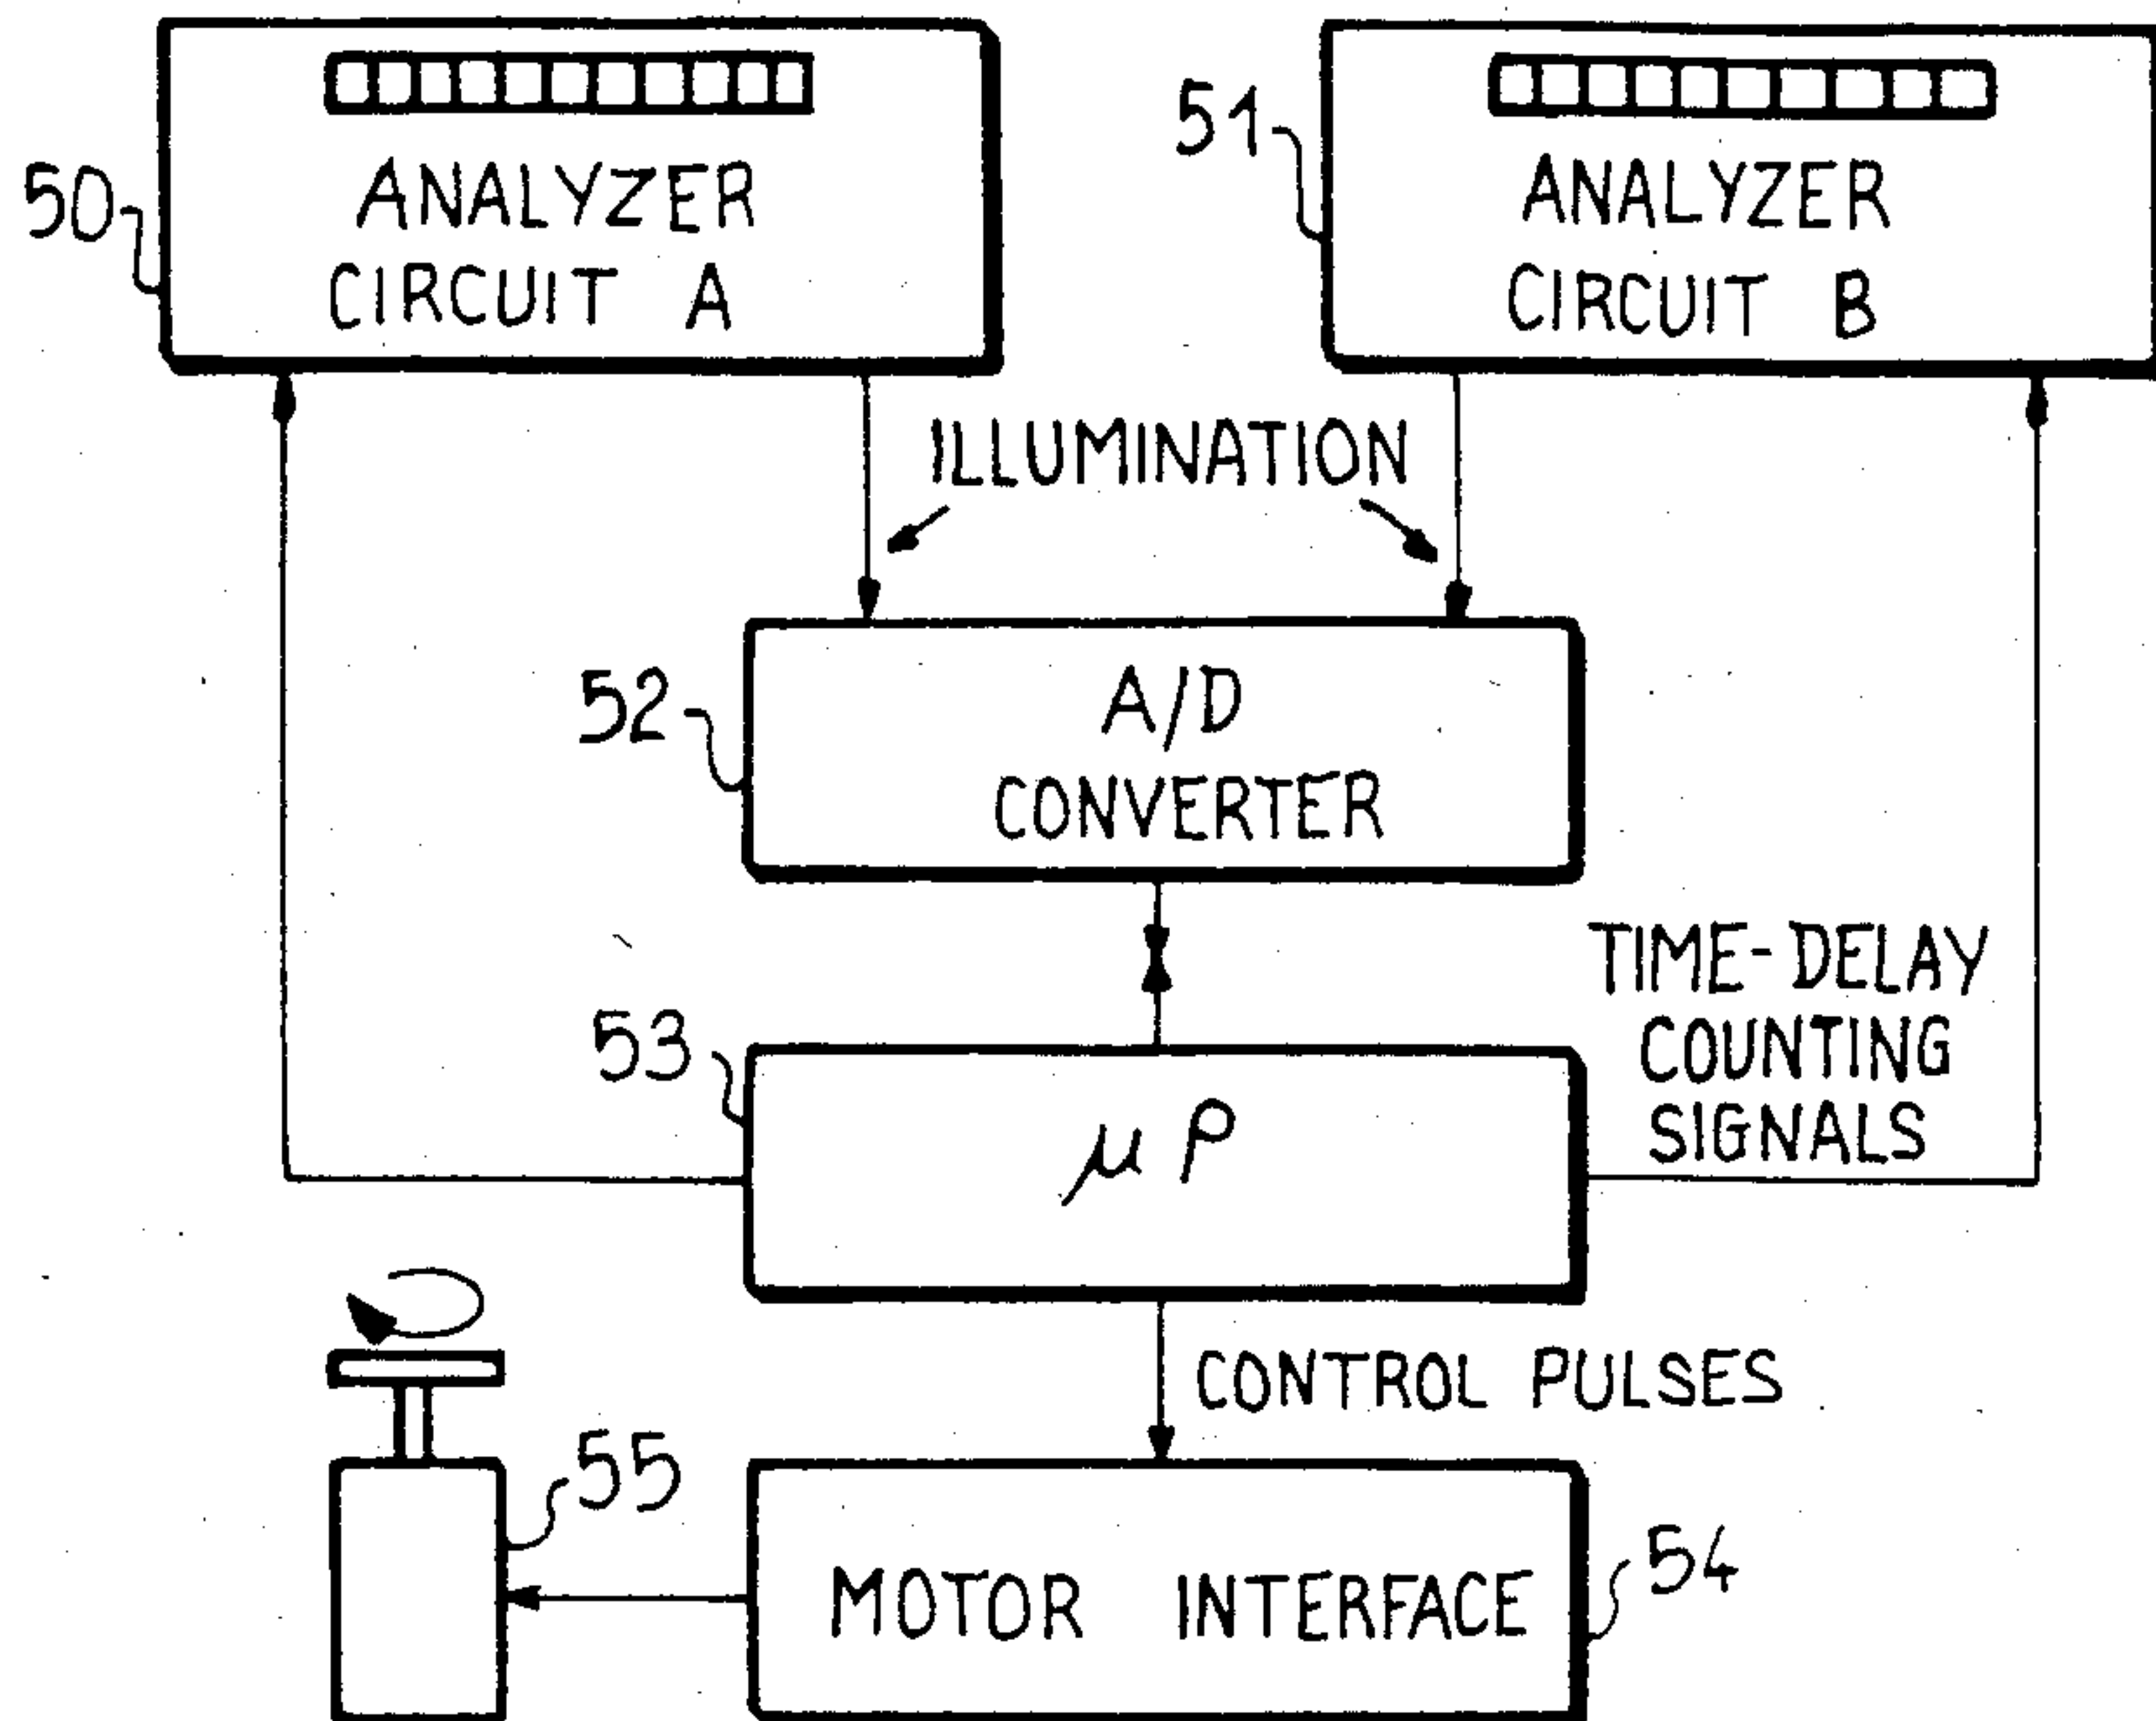 50
ANALYZER
CIRCUIT A
51
ANALYZER
CIRCUIT B
ILLUMINATION
52
A/D
CONVERTER
53
μP
TIME-DELAY
COUNTING
SIGNALS
CONTROL PULSES
55
MOTOR INTERFACE
54